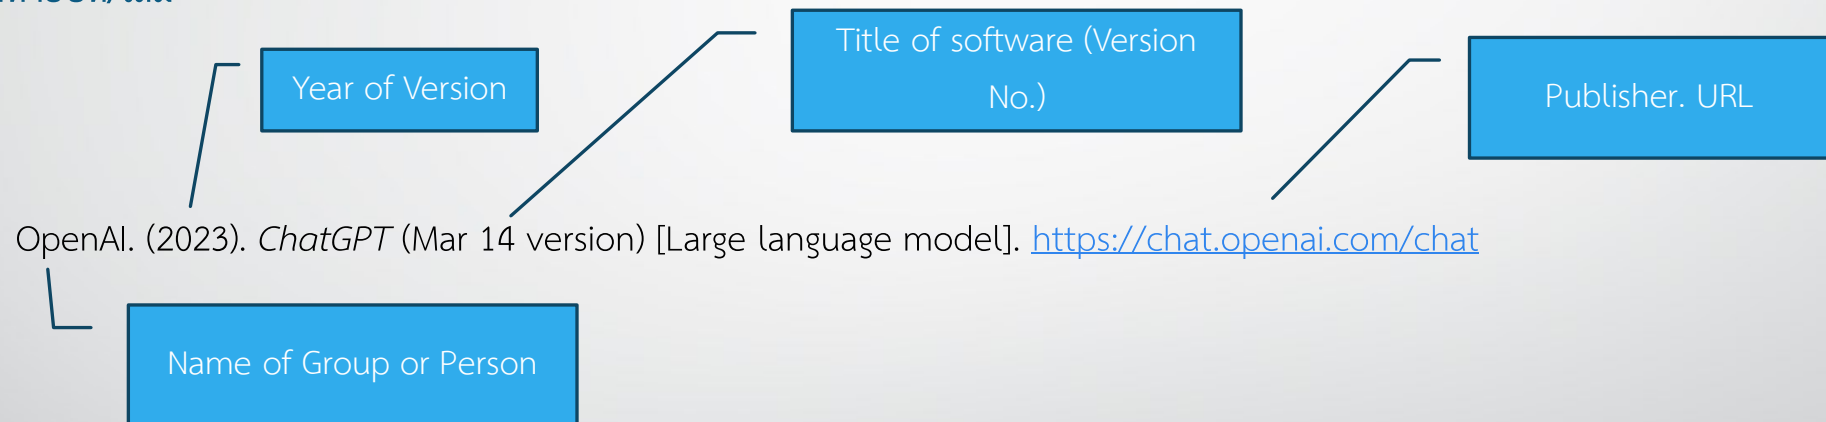 Year of Version
Title of software (Version
No.)
Publisher. URL
OpenAI. (2023). ChatGPT (Mar 14 version) [Large language model]. https://chat.openai.com/chat
Name of Group or Person